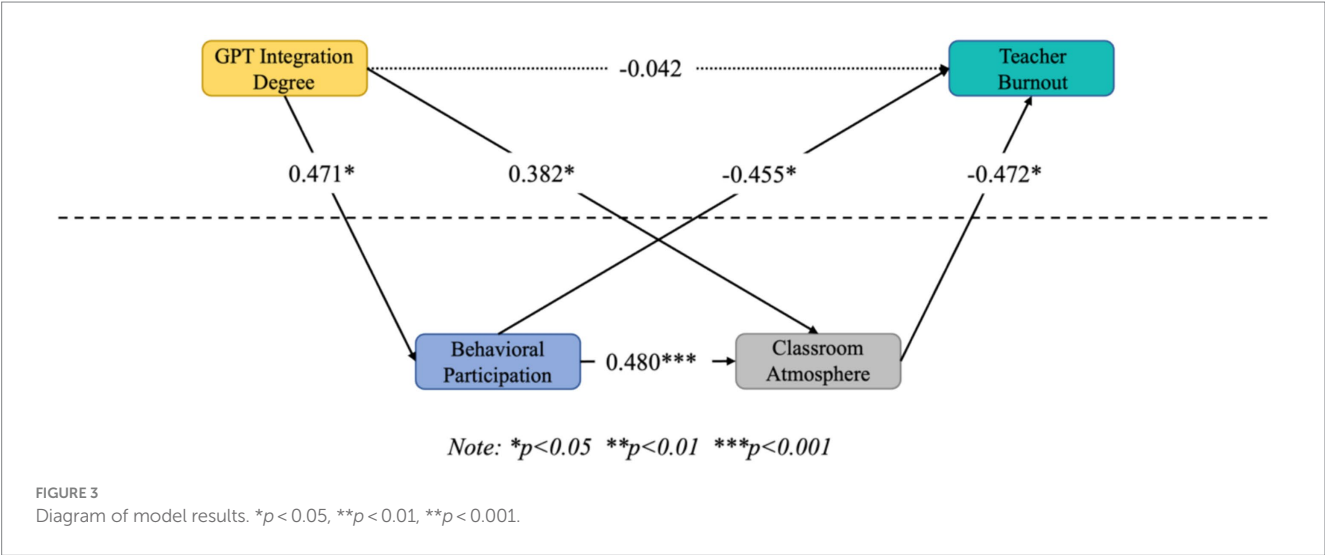 GPT Integration
Degree
-0.042
Teacher
Burnout
0.471*
0.382*
-0.455*
-0.472*
Behavioral
Participation
0.480***
Classroom
Atmosphere
Note: *p<0.05 **p<0.01 ***p<0.001
FIGURE 3
Diagram of model results. *p < 0.05, **p < 0.01, **p < 0.001.